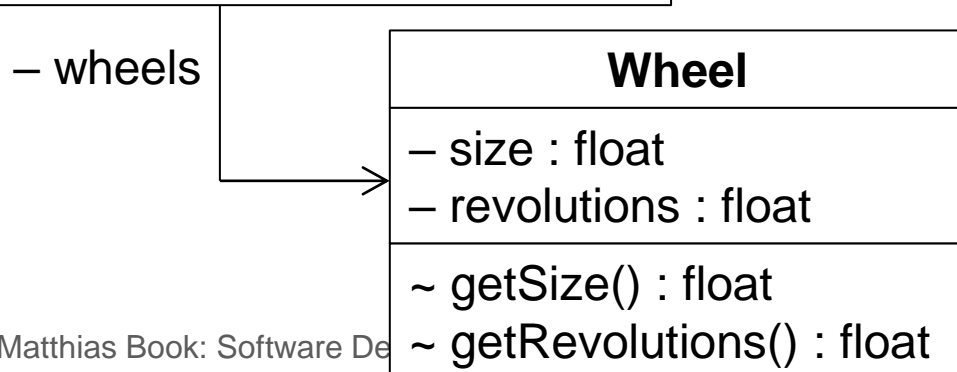 – wheels
Wheel
– size : float
– revolutions : float
~ getSize() : float
Matthias Book: Software De
~ getRevolutions() : float